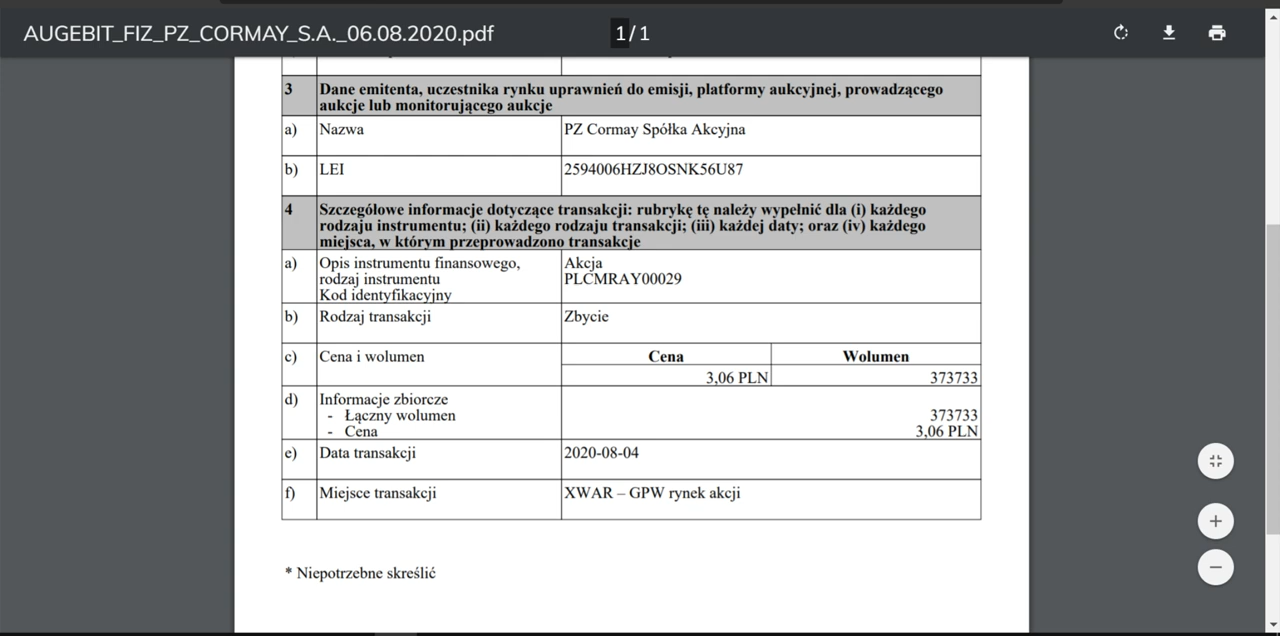 AUGEBIT_FIZ_PZ_CORMAY_S.A._06.08.2020.pdf
1 / 1
3 Dane emitenta, uczestnika rynku uprawnień do emisji, platformy aukcyjnej, prowadzącego
aukcje lub monitorującego aukcje
a) Nazwa PZ Cormay Spółka Akcyjna
b) LEI 2594006HZJ8OSNK56U87
4 Szczegółowe informacje dotyczące transakcji: rubrykę tę należy wypełnić dla (i) każdego
rodzaju instrumentu; (ii) każdego rodzaju transakcji; (iii) każdej daty; oraz (iv) każdego
miejsca, w którym przeprowadzono transakcje
a) Opis instrumentu finansowego, Akcja
rodzaj instrumentu PLCMRAY00029
Kod identyfikacyjny
b) Rodzaj transakcji Zbycie
c) Cena i wolumen Cena Wolumen
3,06 PLN 373733
d) Informacje zbiorcze
- Łączny wolumen 373733
- Cena 3,06 PLN
e) Data transakcji 2020-08-04
f) Miejsce transakcji XWAR – GPW rynek akcji
* Niepotrzebne skreślić